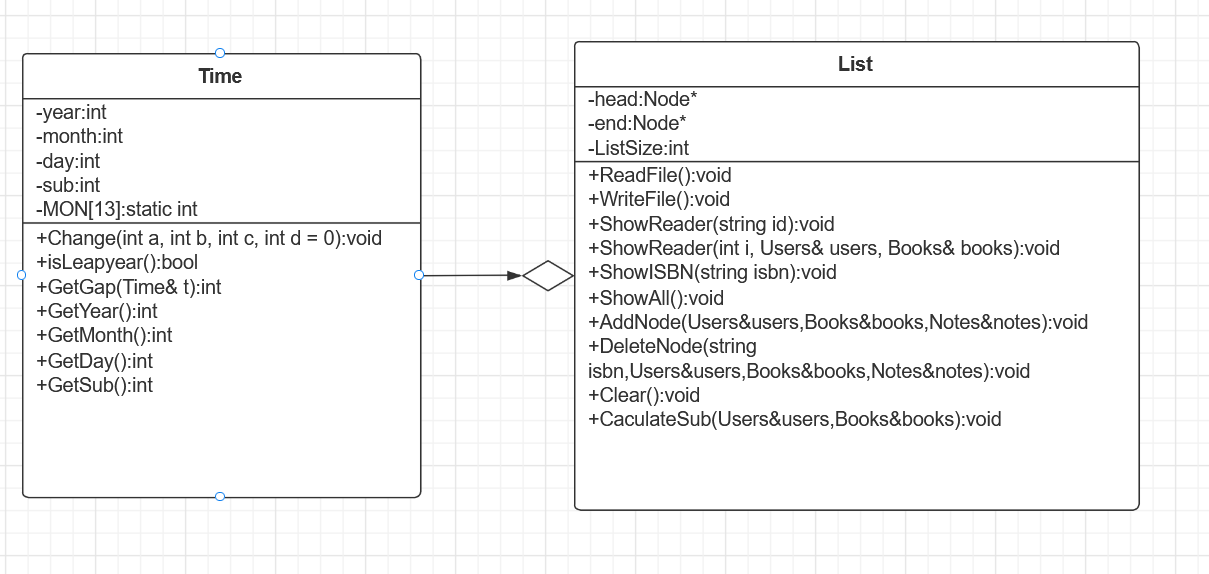 Time
-year:int
-month:int
-day:int
-sub:int
-MON[13]:static int
+Change(int a, int b, int c, int d = 0):void
+isLeapyear():bool
+GetGap(Time& t):int
+GetYear():int
+GetMonth():int
+GetDay():int
+GetSub():int
List
-head:Node*
-end:Node*
-ListSize:int
+ReadFile():void
+WriteFile():void
+ShowReader(string id):void
+ShowReader(int i, Users& users, Books& books):void
+ShowISBN(string isbn):void
+ShowAll():void
+AddNode(Users&users,Books&books,Notes&notes):void
+DeleteNode(string
isbn,Users&users,Books&books,Notes&notes):void
+Clear():void
+CaculateSub(Users&users,Books&books):void